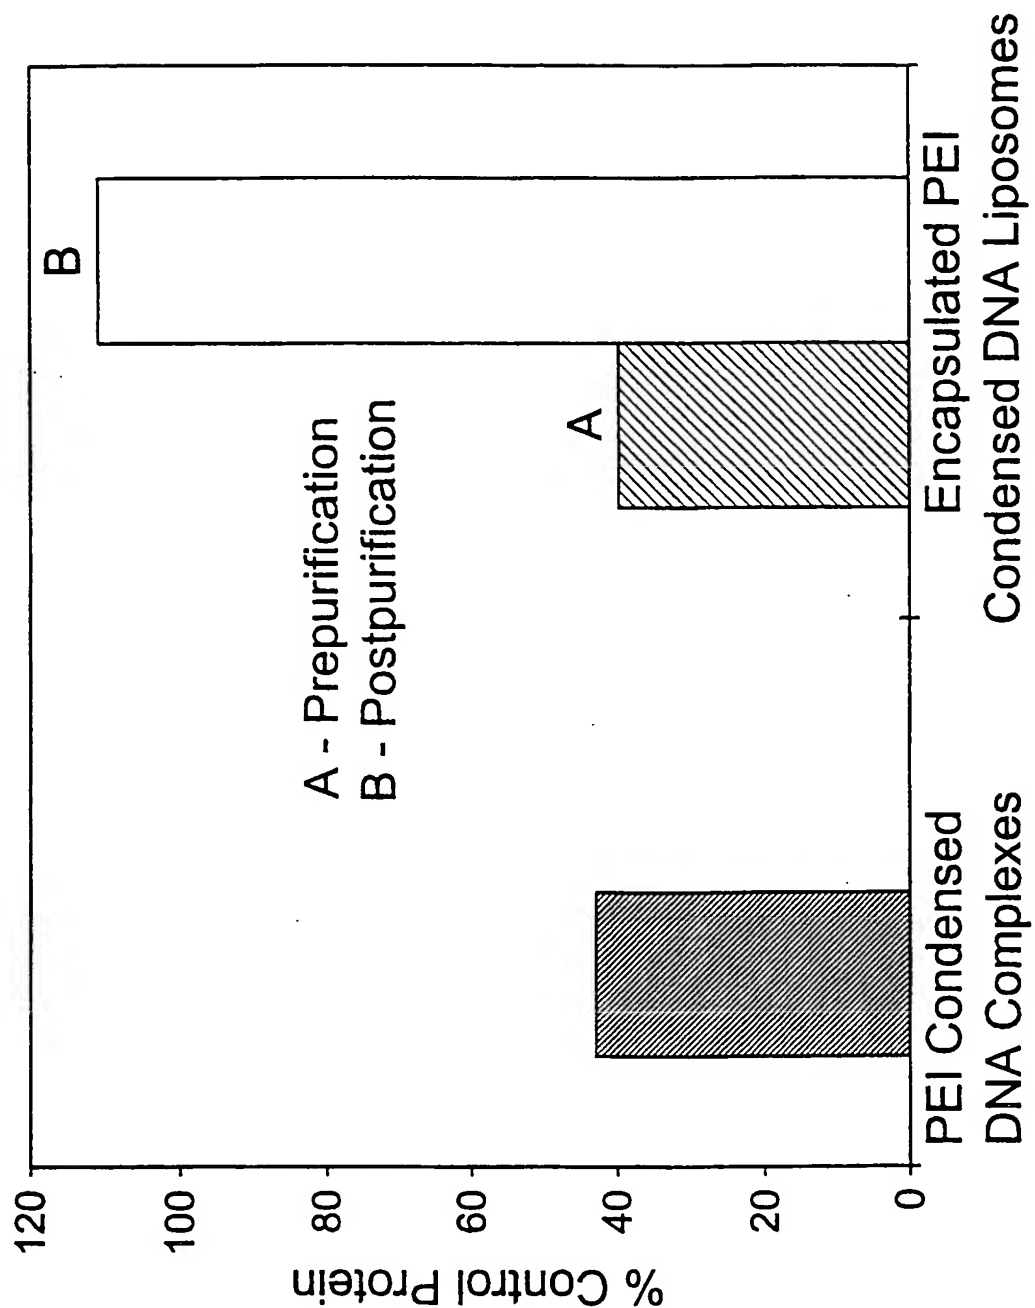 % Control Protein
120
100
80
60
40
20
0
B
A
A - Prepurification
B - Postpurification
PEI Condensed
DNA Complexes
Encapsulated PEI
Condensed DNA Liposomes